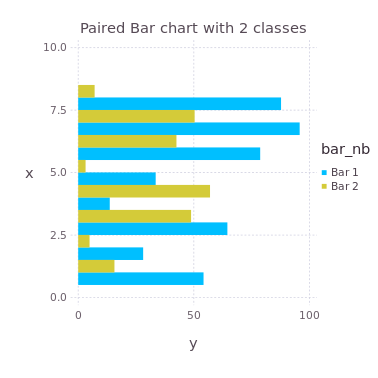 Paired Bar chart with 2 classes
10.0
7.5
5.0
2.5
0.0
x
0
50
100
y
bar_nb
Bar 1
Bar 2